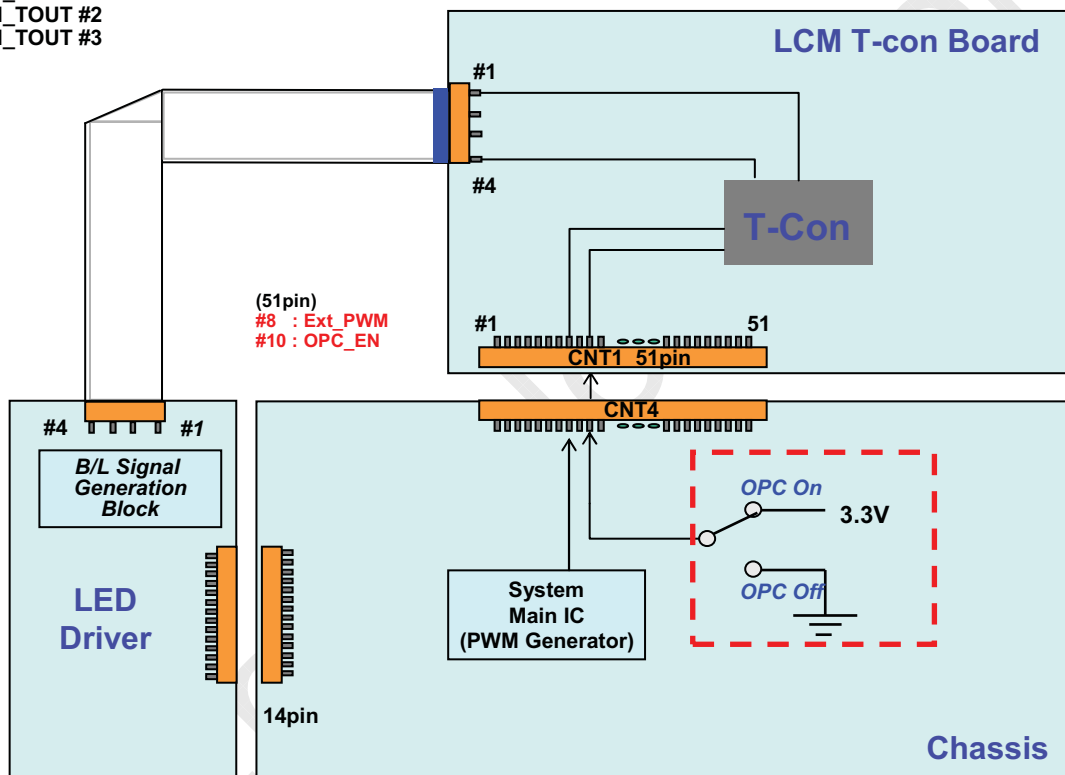 _TOUT #2
_TOUT #3
LCM T-con Board
#1
#4
T-Con
(51pin)
#8 : Ext_PWM
#10 : OPC_EN
#1
51
CNT1 51pin
CNT4
#4
#1
B/L Signal
Generation
Block
OPC On
3.3V
OPC Off
System
Main IC
(PWM Generator)
LED
Driver
14pin
Chassis